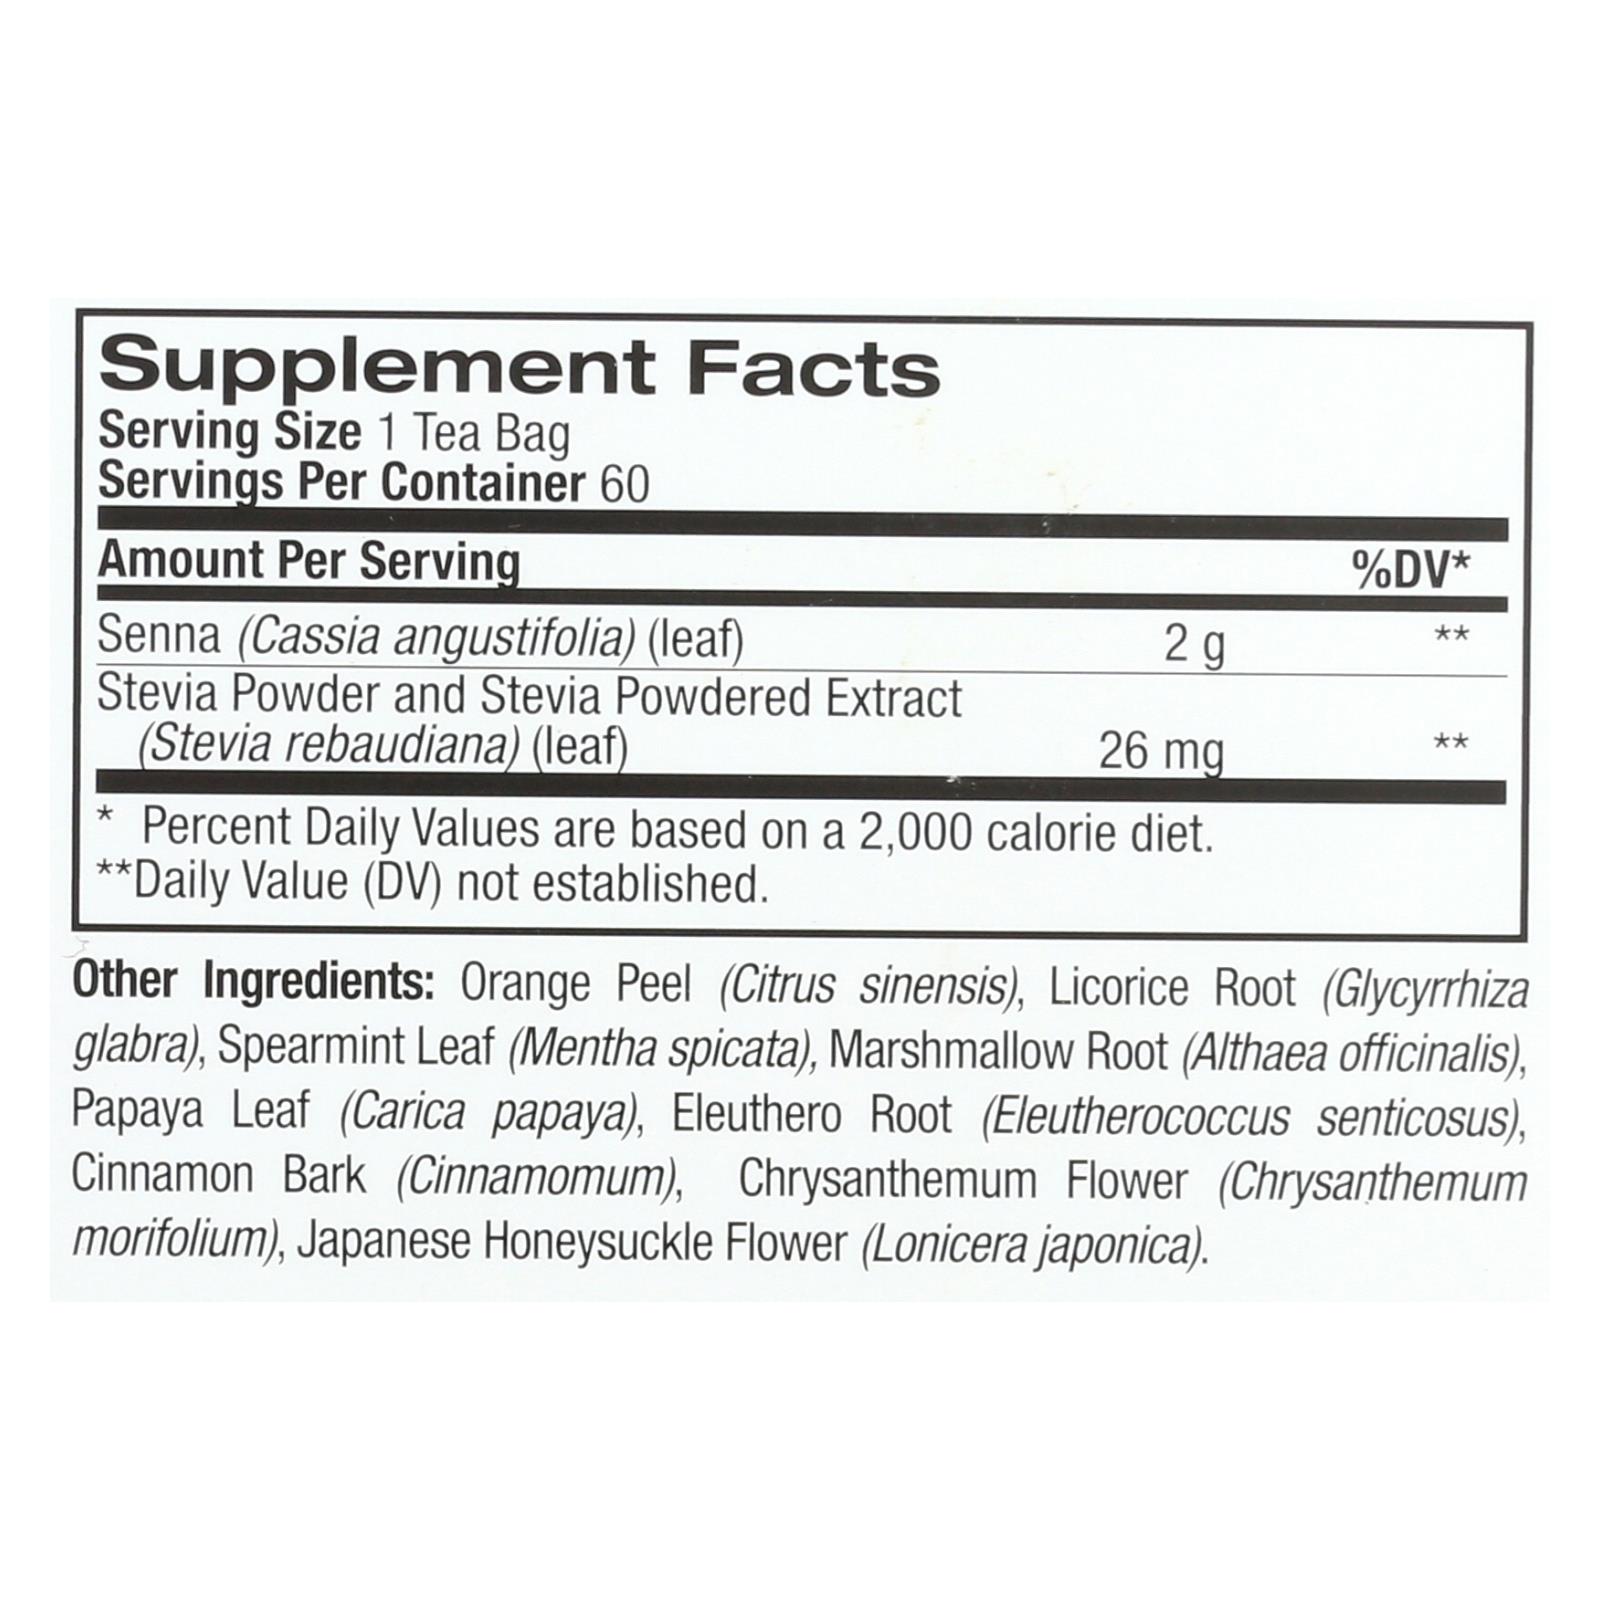 Supplement Facts
Serving Size 1 Tea Bag
Servings Per Container 60
Amount Per Serving %DV*
Senna (Cassia angustifolia) (leaf) 2 g **
Stevia Powder and Stevia Powdered Extract
(Stevia rebaudiana) (leaf) 26 mg **
* Percent Daily Values are based on a 2,000 calorie diet.
**Daily Value (DV) not established.
Other Ingredients: Orange Peel (Citrus sinensis), Licorice Root (Glycyrrhiza
glabra), Spearmint Leaf (Mentha spicata), Marshmallow Root (Althaea officinalis),
Papaya Leaf (Carica papaya), Eleuthero Root (Eleutherococcus senticosus),
Cinnamon Bark (Cinnamomum), Chrysanthemum Flower (Chrysanthemum
morifolium), Japanese Honeysuckle Flower (Lonicera japonica).